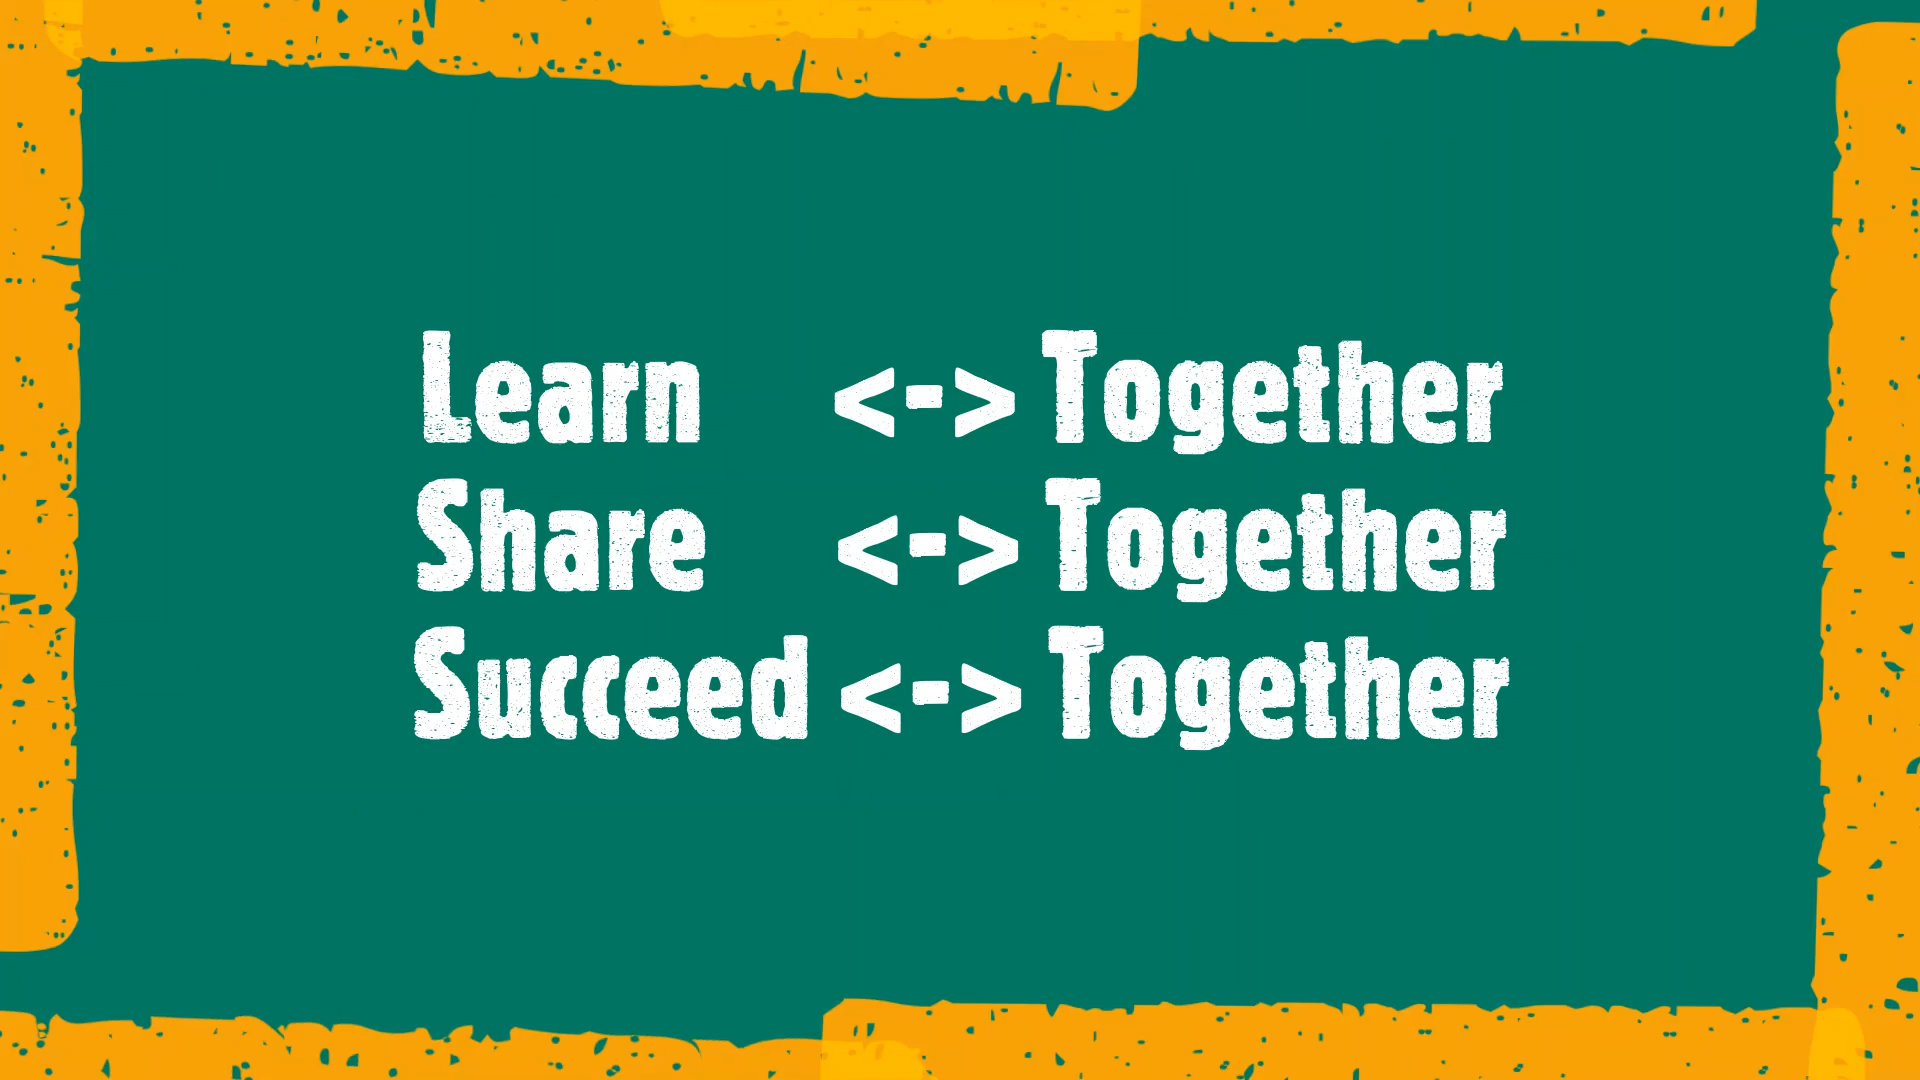 Learn <-> Together
Share <-> Together
Succeed <-> Together